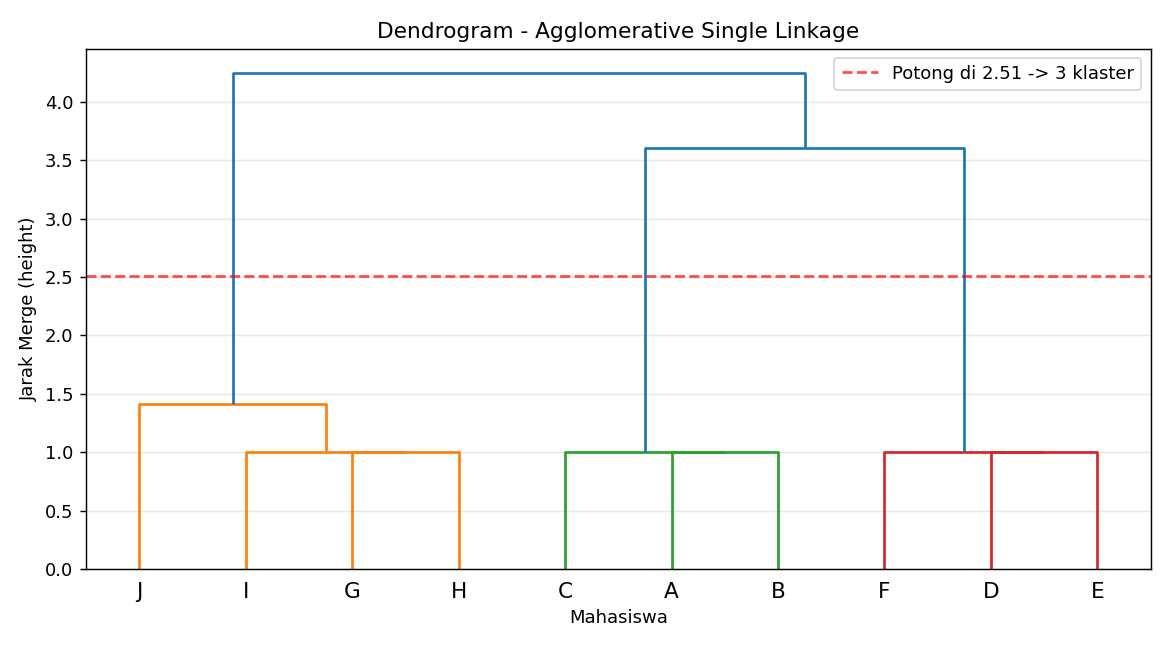 Dendrogram - Agglomerative Single Linkage
Potong di 2.51 -> 3 klaster
Jarak Merge (height)
4.0
3.5
3.0
2.5
2.0
1.5
1.0
0.5
0.0
J I G H C A B F D E
Mahasiswa